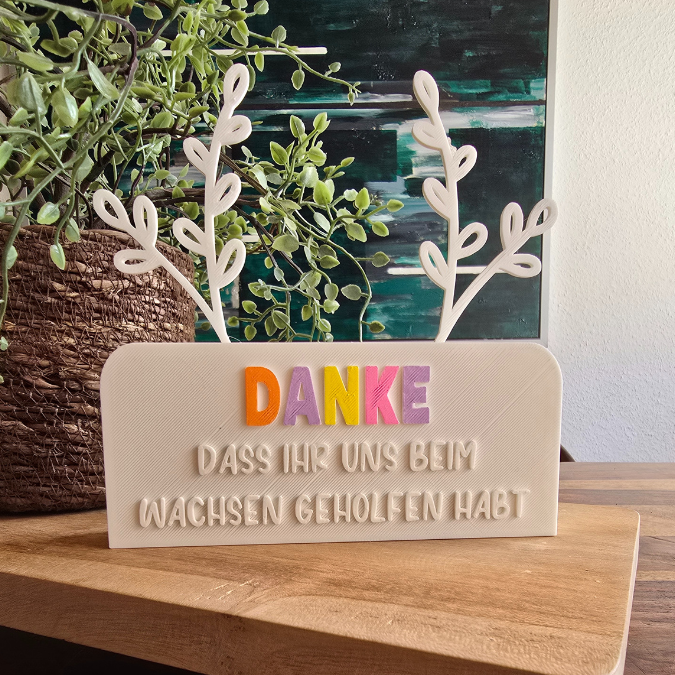 DANKE
DASS IHR UNS BEIM
WACHSEN GEHOLFEN HABT